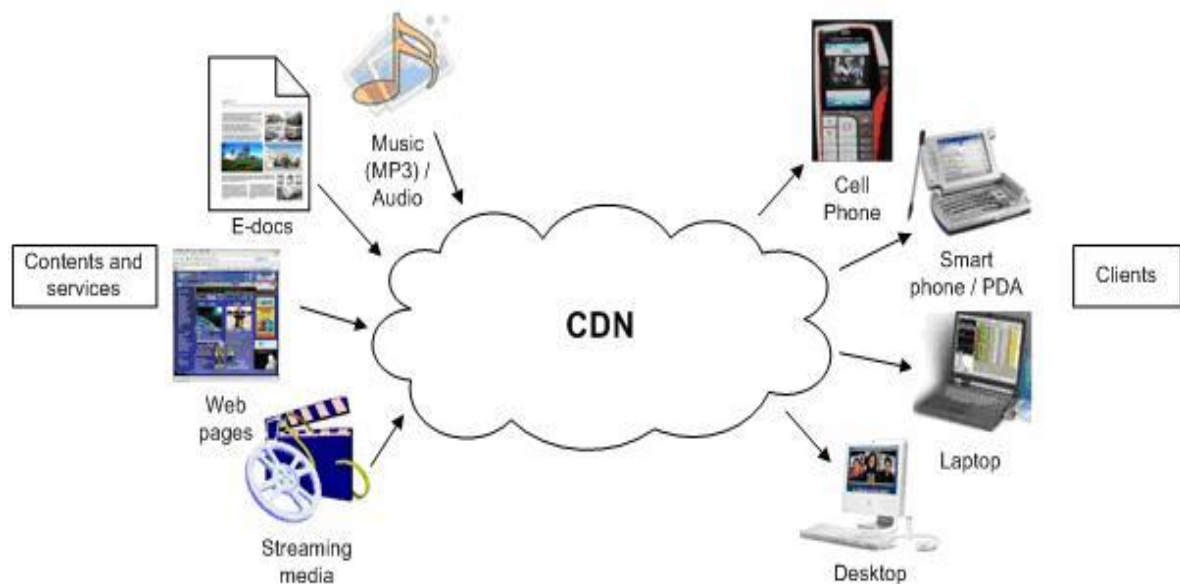 Music
(MP3) /
Audio
E-docs
Contents and
services
Web
pages
Streaming
media
CDN
Cell
Phone
Smart
phone / PDA
Clients
Laptop
Desktop